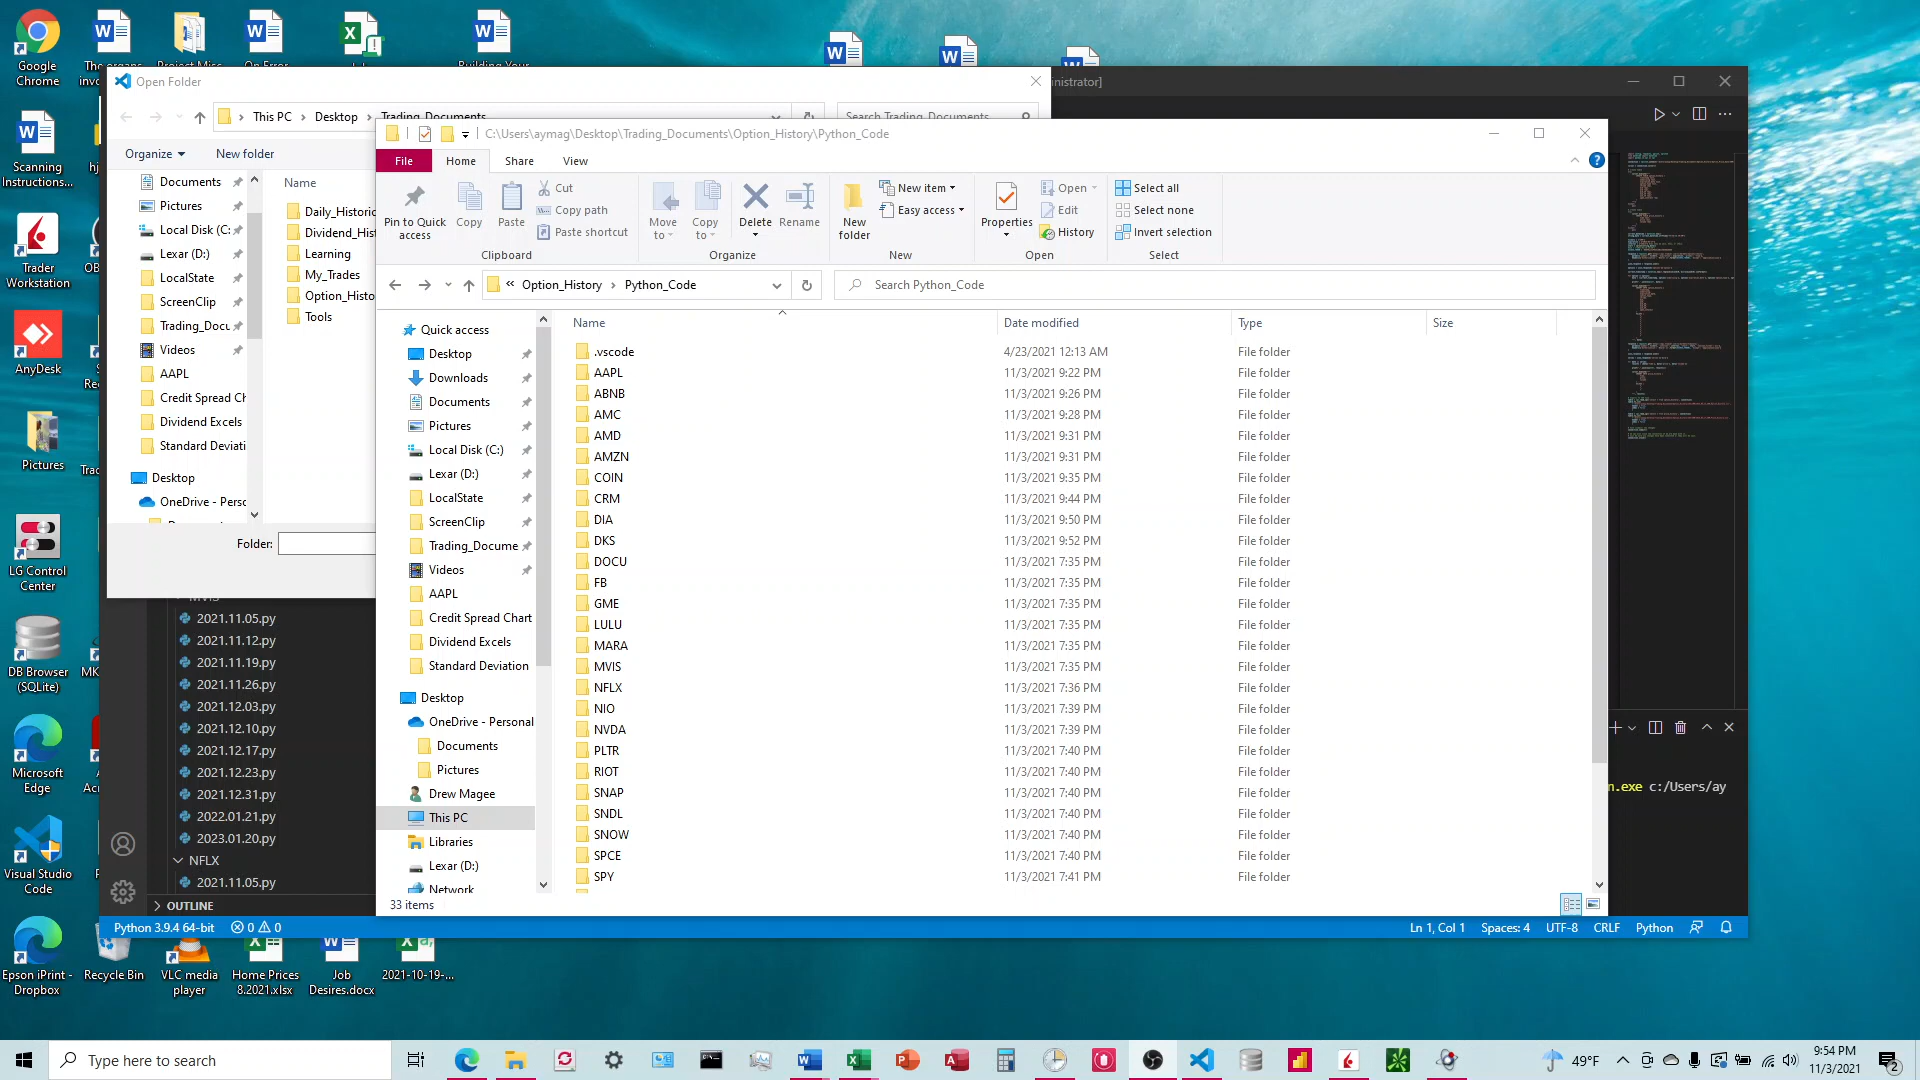 Google
Chrome
Scanning
Instructions...
Trader
Workstation
AnyDesk
Pictures
LG Control
Center
DB Browser
(SQLite)
Microsoft
Edge
Visual Studio
Code
Epson iPrint -
Dropbox
Recycle Bin
VLC media
player
Home Prices
8.2021.xlsx
Job
Desires.docx
2021-10-19-...
Open Folder
This PC
Desktop
Trading_Documents
Search Trading_Documents
Organize
New folder
Documents
Pictures
Local Disk (C:
Lexar (D:)
LocalState
ScreenClip
Trading_Docu
Videos
AAPL
Credit Spread Ch
Dividend Excels
Standard Deviati
Desktop
OneDrive - Perso
Name
Daily_Historic
Dividend_Hist
Learning
My_Trades
Option_Histo
Tools
Folder:
MVIS
2021.11.05.py
2021.11.12.py
2021.11.19.py
2021.11.26.py
2021.12.03.py
2021.12.10.py
2021.12.17.py
2021.12.23.py
2021.12.31.py
2022.01.21.py
2023.01.20.py
NFLX
2021.11.05.py
OUTLINE
Python 3.9.4 64-bit
0 0
nistrator]
n.exe c:/Users/ay
Ln 1, Col 1
Spaces: 4
UTF-8
CRLF
Python
C:\Users\aymag\Desktop\Trading_Documents\Option_History\Python_Code
File
Home
Share
View
Pin to Quick
access
Copy
Paste
Cut
Copy path
Paste shortcut
Clipboard
Move
to
Copy
to
Delete
Rename
Organize
New
folder
New item
Easy access
New
Properties
Open
Edit
History
Open
Select all
Select none
Invert selection
Select
« Option_History
Python_Code
Search Python_Code
Quick access
Desktop
Downloads
Documents
Pictures
Local Disk (C:)
Lexar (D:)
LocalState
ScreenClip
Trading_Docume
Videos
AAPL
Credit Spread Chart
Dividend Excels
Standard Deviation
Desktop
OneDrive - Personal
Documents
Pictures
Drew Magee
This PC
Libraries
Lexar (D:)
Network
Name Date modified Type Size
.vscode 4/23/2021 12:13 AM File folder
AAPL 11/3/2021 9:22 PM File folder
ABNB 11/3/2021 9:26 PM File folder
AMC 11/3/2021 9:28 PM File folder
AMD 11/3/2021 9:31 PM File folder
AMZN 11/3/2021 9:31 PM File folder
COIN 11/3/2021 9:35 PM File folder
CRM 11/3/2021 9:44 PM File folder
DIA 11/3/2021 9:50 PM File folder
DKS 11/3/2021 9:52 PM File folder
DOCU 11/3/2021 7:35 PM File folder
FB 11/3/2021 7:35 PM File folder
GME 11/3/2021 7:35 PM File folder
LULU 11/3/2021 7:35 PM File folder
MARA 11/3/2021 7:35 PM File folder
MVIS 11/3/2021 7:35 PM File folder
NFLX 11/3/2021 7:36 PM File folder
NIO 11/3/2021 7:39 PM File folder
NVDA 11/3/2021 7:39 PM File folder
PLTR 11/3/2021 7:40 PM File folder
RIOT 11/3/2021 7:40 PM File folder
SNAP 11/3/2021 7:40 PM File folder
SNDL 11/3/2021 7:40 PM File folder
SNOW 11/3/2021 7:40 PM File folder
SPCE 11/3/2021 7:40 PM File folder
SPY 11/3/2021 7:41 PM File folder
33 items
Type here to search
49°F
9:54 PM
11/3/2021
2